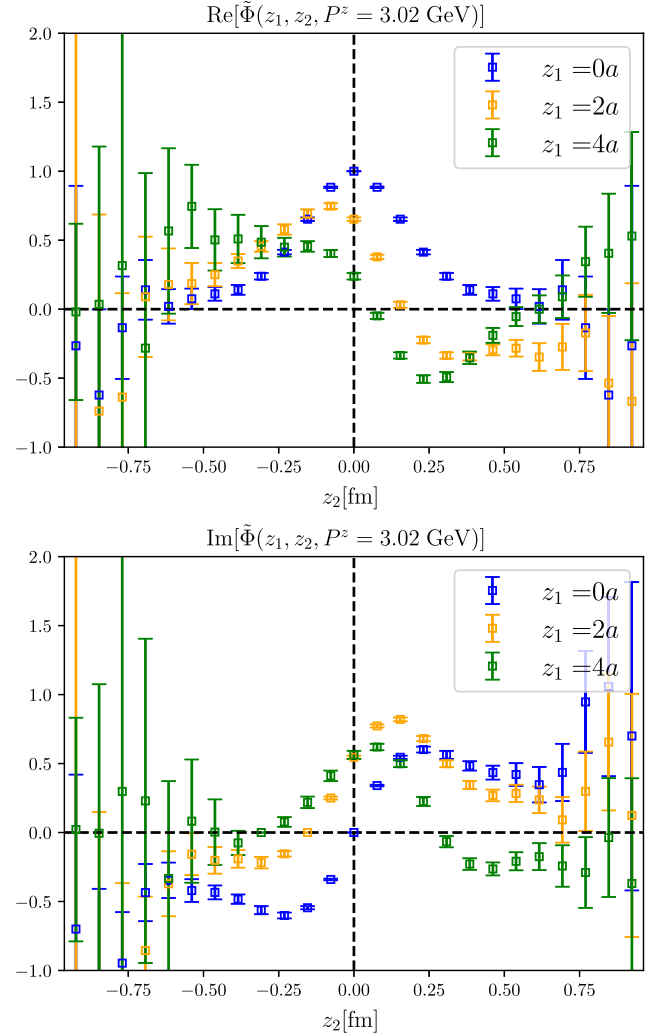 Re[Φ̃(z₁, z₂, Pᶻ = 3.02 GeV)]
2.0
1.5
1.0
0.5
0.0
−0.5
−1.0
z₁ =0a
z₁ =2a
z₁ =4a
−0.75 −0.50 −0.25 0.00 0.25 0.50 0.75
z₂[fm]
Im[Φ̃(z₁, z₂, Pᶻ = 3.02 GeV)]
2.0
1.5
1.0
0.5
0.0
−0.5
−1.0
z₁ =0a
z₁ =2a
z₁ =4a
−0.75 −0.50 −0.25 0.00 0.25 0.50 0.75
z₂[fm]